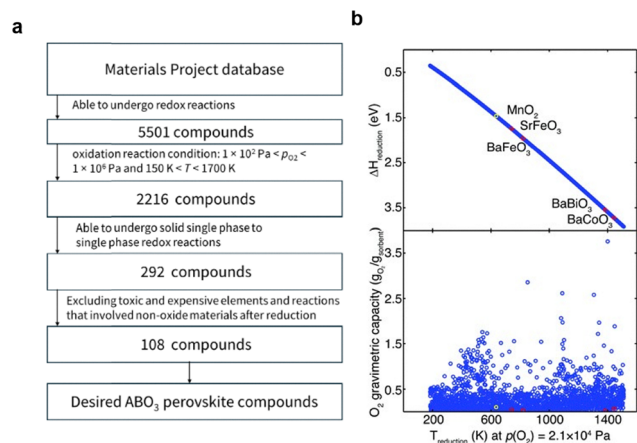 a
Materials Project database
Able to undergo redox reactions
5501 compounds
oxidation reaction condition: 1 × 10² Pa < pO₂ <
1 × 10⁶ Pa and 150 K < T < 1700 K
2216 compounds
Able to undergo solid single phase to
single phase redox reactions
292 compounds
Excluding toxic and expensive elements and reactions
that involved non-oxide materials after reduction
108 compounds
Desired ABO₃ perovskite compounds
b
200 600 1000 1400
0.5
1.5
2.5
3.5
ΔHreduction (eV)
MnO₂
SrFeO₃
BaFeO₃
BaBiO₃
BaCoO₃
3.5
2.5
1.5
0.5
O₂ gravimetric capacity (gO₂/gsorbent)
200 600 1000 1400
Treduction (K) at p(O₂) = 2.1×10⁴ Pa